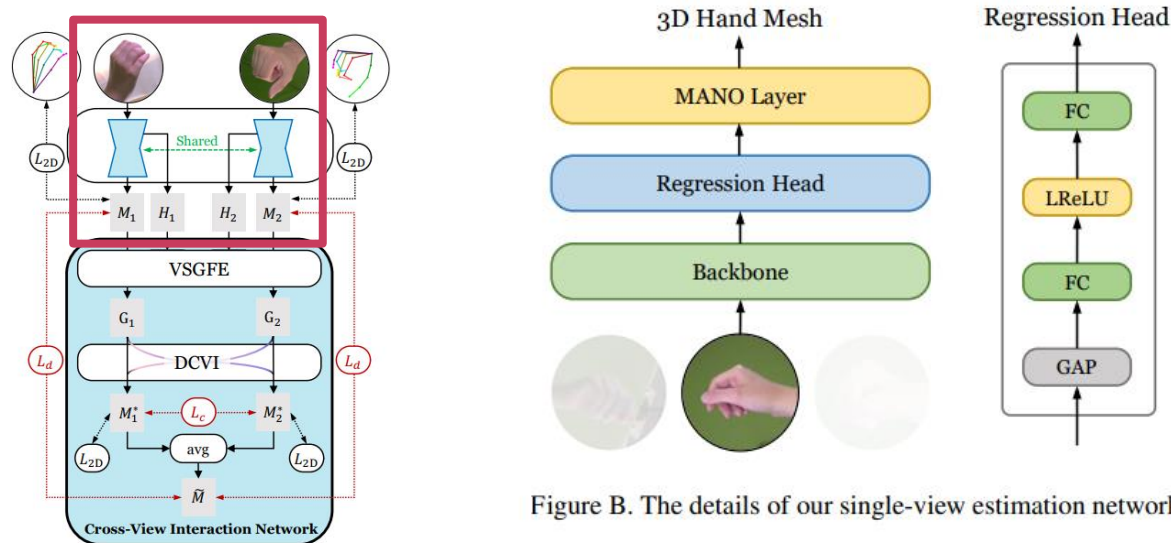 L2D
Shared
L2D
M1
H1
H2
M2
VSGFE
G1
G2
Ld
DCVI
Ld
M*1
Lc
M*2
L2D
avg
L2D
M̃
Cross-View Interaction Network
3D Hand Mesh
MANO Layer
Regression Head
Backbone
Regression Head
FC
LReLU
FC
GAP
Figure B. The details of our single-view estimation network